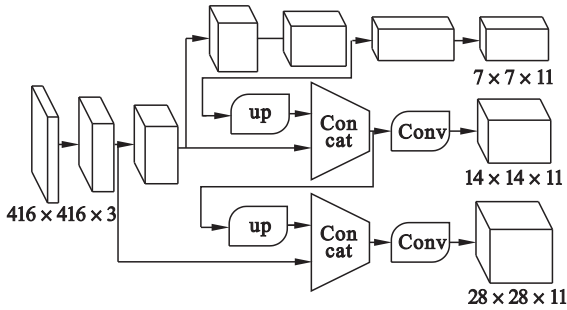 7 × 7 × 11
up
Con
cat
Conv
14 × 14 × 11
416 × 416 × 3
up
Con
cat
Conv
28 × 28 × 11